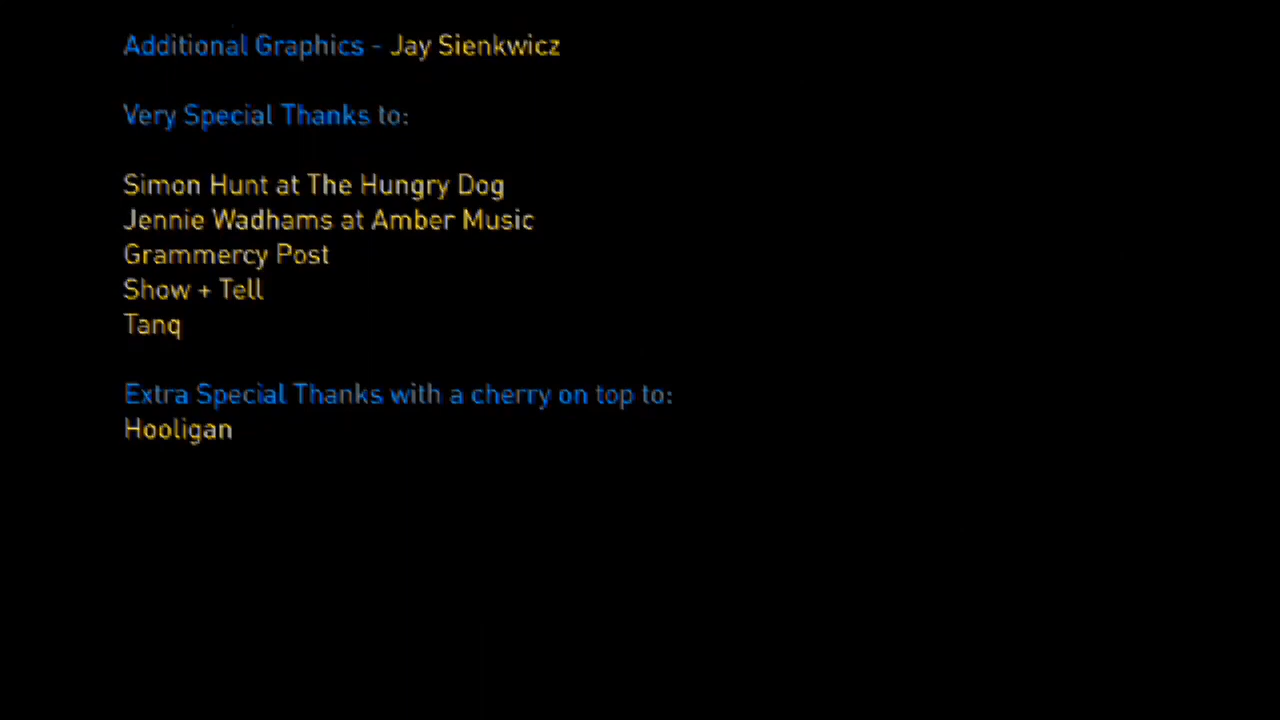 Additional Graphics - Jay Sienkwicz
Very Special Thanks to:
Simon Hunt at The Hungry Dog
Jennie Wadhams at Amber Music
Grammercy Post
Show + Tell
Tanq
Extra Special Thanks with a cherry on top to:
Hooligan